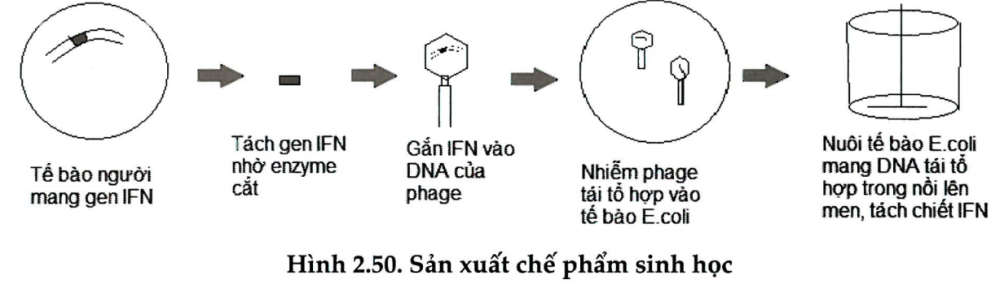 Tế bào người
mang gen IFN
Tách gen IFN
nhờ enzyme
cắt
Gắn IFN vào
DNA của
phage
Nhiễm phage
tái tổ hợp vào
tế bào E.coli
Nuôi tế bào E.coli
mang DNA tái tổ
hợp trong nồi lên
men, tách chiết IFN
Hình 2.50. Sản xuất chế phẩm sinh học